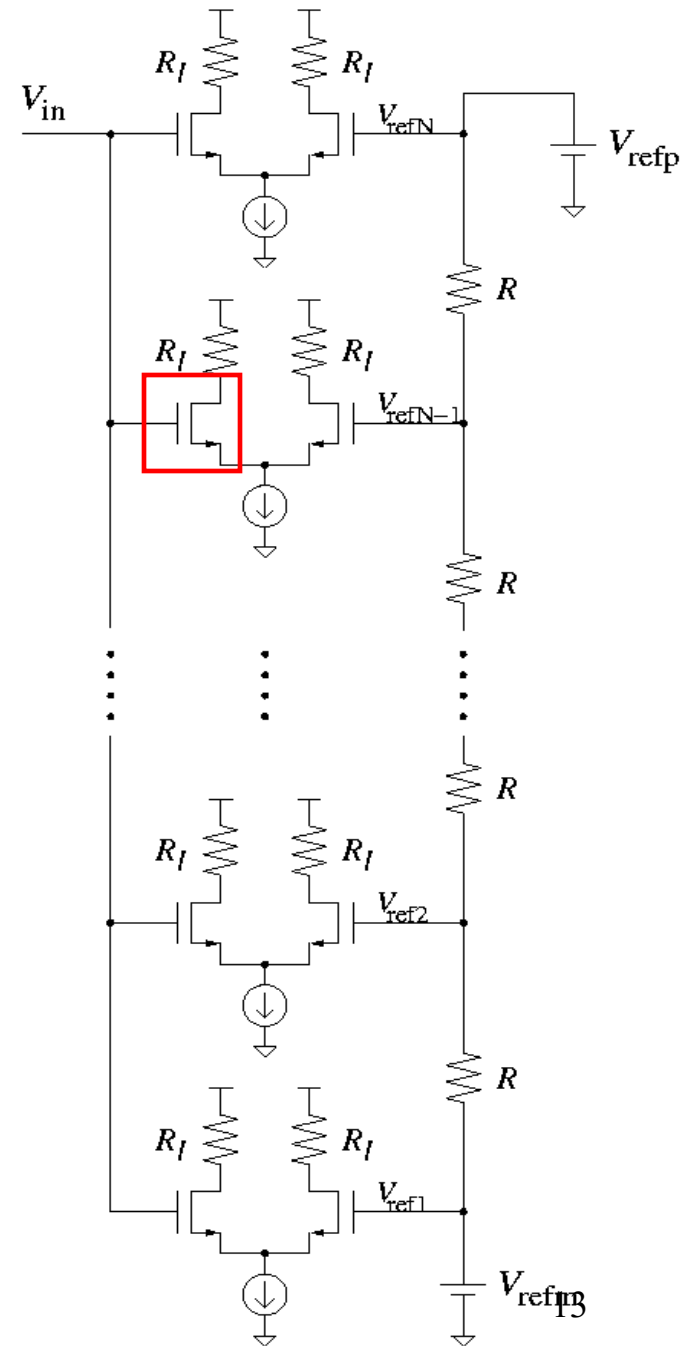 R_l R_l
V_in
V_refN
V_refp
R
R_l R_l
V_refN-1
R
R
R_l R_l
V_ref2
R
R_l R_l
V_ref1
V_refm
13